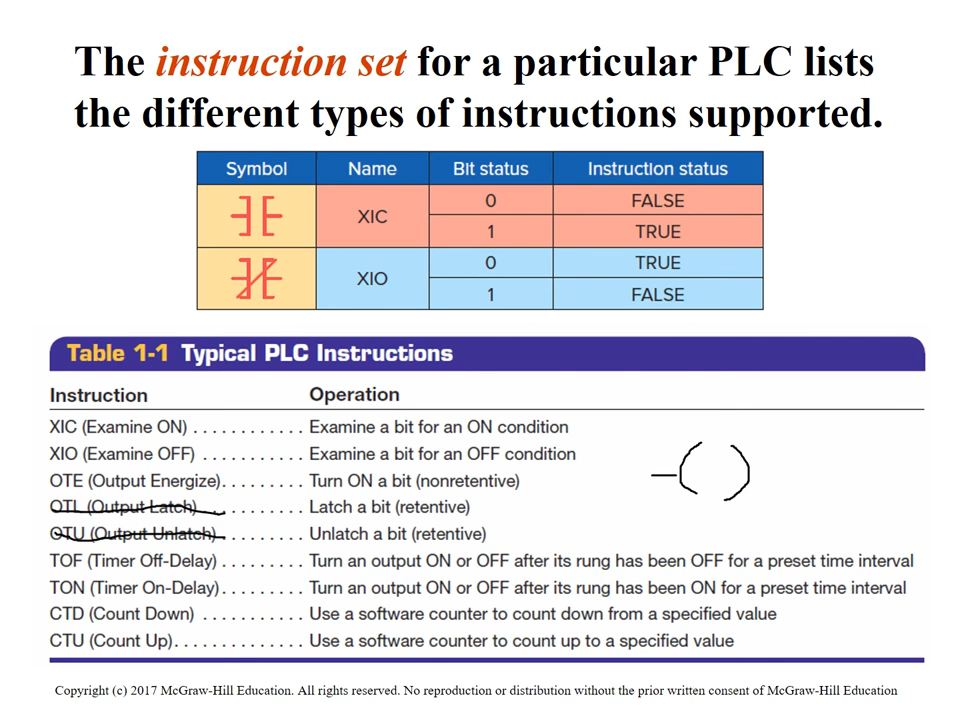 The instruction set for a particular PLC lists
the different types of instructions supported.
Symbol Name Bit status Instruction status
XIC 0 FALSE
1 TRUE
XIO 0 TRUE
1 FALSE
Table 1-1 Typical PLC Instructions
Instruction Operation
XIC (Examine ON) . . . . . . . . . . . . Examine a bit for an ON condition
XIO (Examine OFF) . . . . . . . . . . . Examine a bit for an OFF condition
OTE (Output Energize). . . . . . . . . Turn ON a bit (nonretentive)
OTL (Output Latch) . . . . . . . . . . . Latch a bit (retentive)
OTU (Output Unlatch) . . . . . . . . . Unlatch a bit (retentive)
TOF (Timer Off-Delay) . . . . . . . . . Turn an output ON or OFF after its rung has been OFF for a preset time interval
TON (Timer On-Delay). . . . . . . . . Turn an output ON or OFF after its rung has been ON for a preset time interval
CTD (Count Down) . . . . . . . . . . . Use a software counter to count down from a specified value
CTU (Count Up). . . . . . . . . . . . . . Use a software counter to count up to a specified value
Copyright (c) 2017 McGraw-Hill Education. All rights reserved. No reproduction or distribution without the prior written consent of McGraw-Hill Education